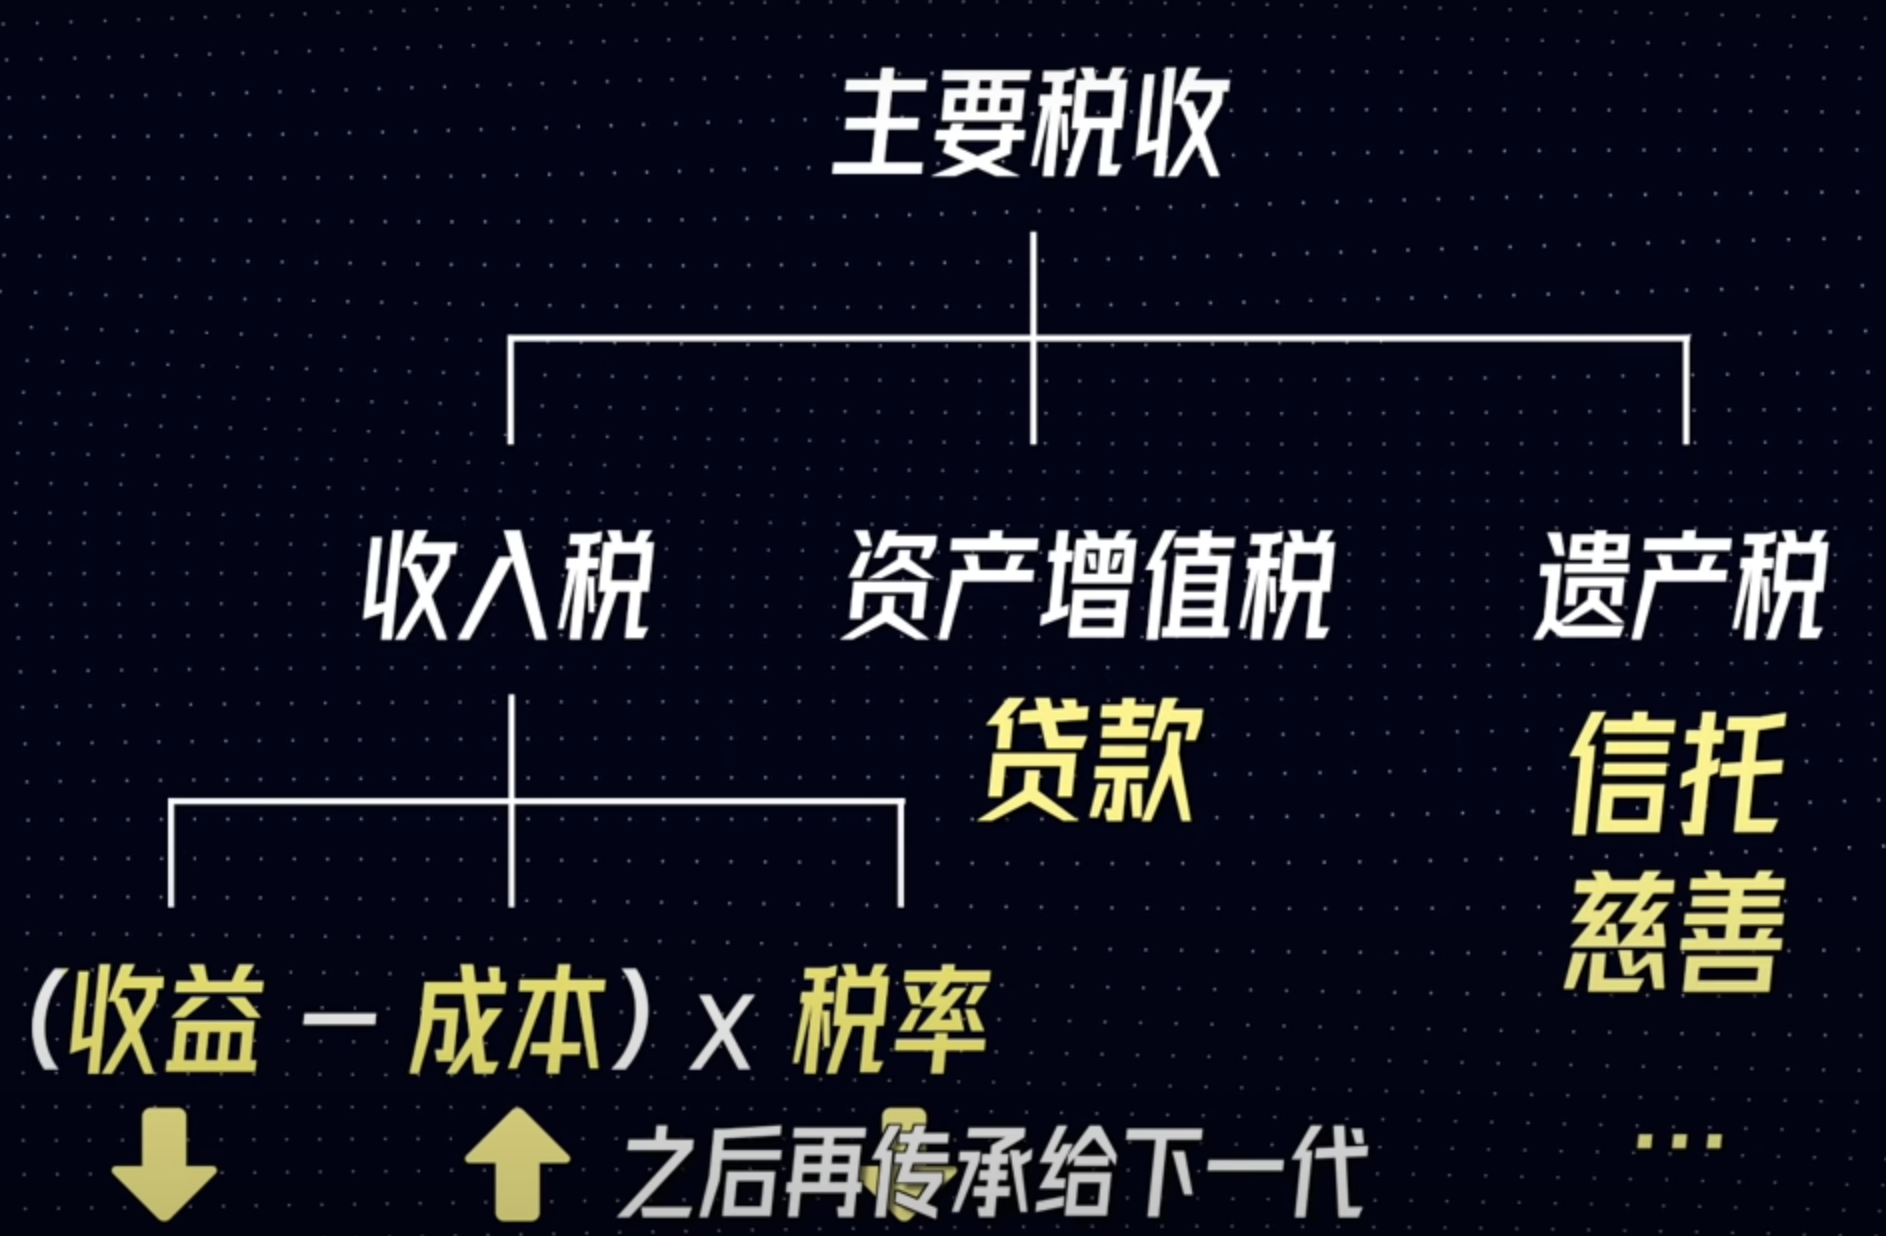 主要税收
收入税 资产增值税 遗产税
贷款 信托
慈善
(收益 - 成本) x 税率
...
之后再传承给下一代